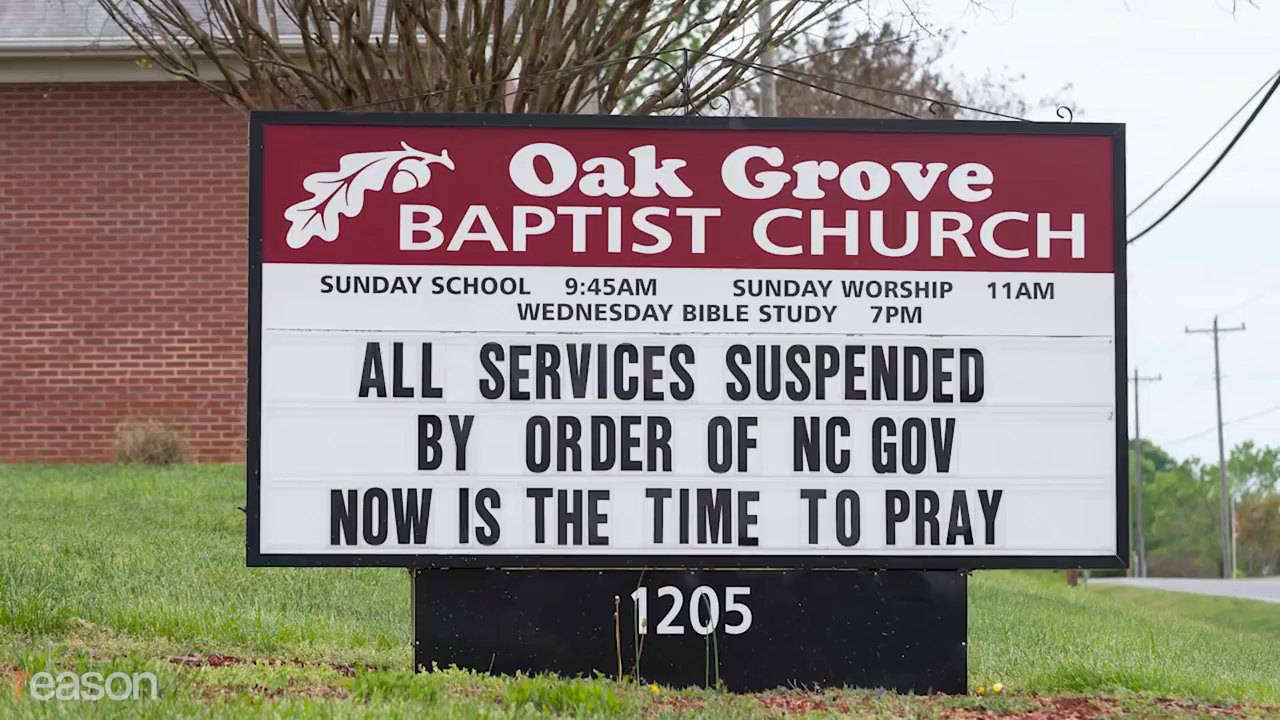 Oak Grove
BAPTIST CHURCH
SUNDAY SCHOOL 9:45AM SUNDAY WORSHIP 11AM
WEDNESDAY BIBLE STUDY 7PM
ALL SERVICES SUSPENDED
BY ORDER OF NC GOV
NOW IS THE TIME TO PRAY
1205
reason